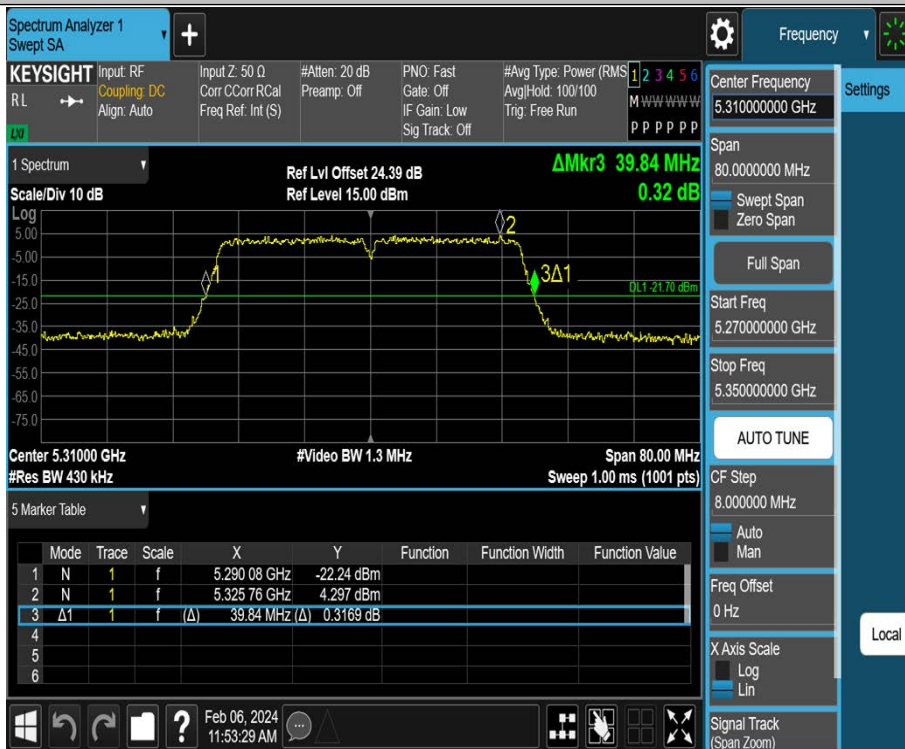 Spectrum Analyzer 1
Swept SA
+
Frequency
KEYSIGHT
RL
LXI
Input: RF
Coupling: DC
Align: Auto
Input Z: 50 Ω
Corr CCorr RCal
Freq Ref: Int (S)
#Atten: 20 dB
Preamp: Off
PNO: Fast
Gate: Off
IF Gain: Low
Sig Track: Off
#Avg Type: Power (RMS
Avg|Hold: 100/100
Trig: Free Run
1 2 3 4 5 6
M W W W W W
P P P P P P
1 Spectrum
Scale/Div 10 dB
Log
Ref Lvl Offset 24.39 dB
Ref Level 15.00 dBm
ΔMkr3 39.84 MHz
0.32 dB
5.00
-5.00
-15.0
-25.0
-35.0
-45.0
-55.0
-65.0
-75.0
1
2
3Δ1
DL1 -21.70 dBm
Center 5.31000 GHz
#Res BW 430 kHz
#Video BW 1.3 MHz
Span 80.00 MHz
Sweep 1.00 ms (1001 pts)
5 Marker Table
Mode Trace Scale X Y Function Function Width Function Value
1 N 1 f 5.290 08 GHz -22.24 dBm
2 N 1 f 5.325 76 GHz 4.297 dBm
3 Δ1 1 f (Δ) 39.84 MHz (Δ) 0.3169 dB
4
5
6
?
Feb 06, 2024
11:53:29 AM
Center Frequency
5.310000000 GHz
Span
80.0000000 MHz
Swept Span
Zero Span
Full Span
Start Freq
5.270000000 GHz
Stop Freq
5.350000000 GHz
AUTO TUNE
CF Step
8.000000 MHz
Auto
Man
Freq Offset
0 Hz
X Axis Scale
Log
Lin
Signal Track
(Span Zoom)
Settings
Local